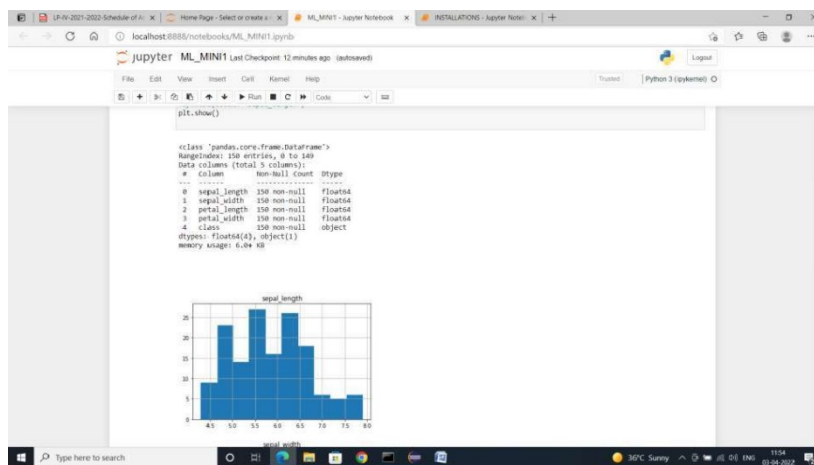 LP-IV-2021-2022-Schedule of A
Home Page - Select or create a
ML_MINI1 - Jupyter Notebook
INSTALLATIONS - Jupyter Note
localhost:8888/notebooks/ML_MINI1.ipynb
jupyter ML_MINI1 Last Checkpoint: 12 minutes ago (autosaved)
Logout
File Edit View Insert Cell Kernel Help
Trusted
Python 3 (ipykernel)
Run
Code
plt.show()
<class 'pandas.core.frame.DataFrame'>
RangeIndex: 150 entries, 0 to 149
Data columns (total 5 columns):
# Column Non-Null Count Dtype
--- ------ -------------- -----
0 sepal_length 150 non-null float64
1 sepal_width 150 non-null float64
2 petal_length 150 non-null float64
3 petal_width 150 non-null float64
4 class 150 non-null object
dtypes: float64(4), object(1)
memory usage: 6.0+ KB
sepal_length
25
20
15
10
5
0
4.5 5.0 5.5 6.0 6.5 7.0 7.5 8.0
sepal_width
Type here to search
36°C Sunny
ENG
11:54
03-04-2022